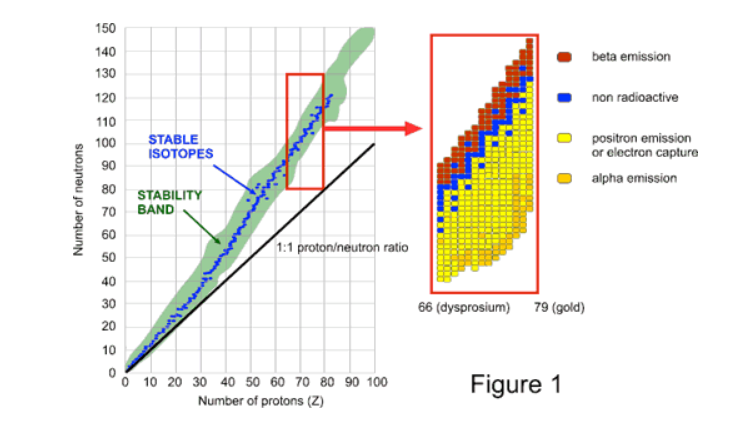 150
140
130
120
110
100
90
80
70
60
50
40
30
20
10
0
Number of neutrons
STABLE
ISOTOPES
STABILITY
BAND
1:1 proton/neutron ratio
0 10 20 30 40 50 60 70 80 90 100
Number of protons (Z)
beta emission
non radioactive
positron emission
or electron capture
alpha emission
66 (dysprosium) 79 (gold)
Figure 1